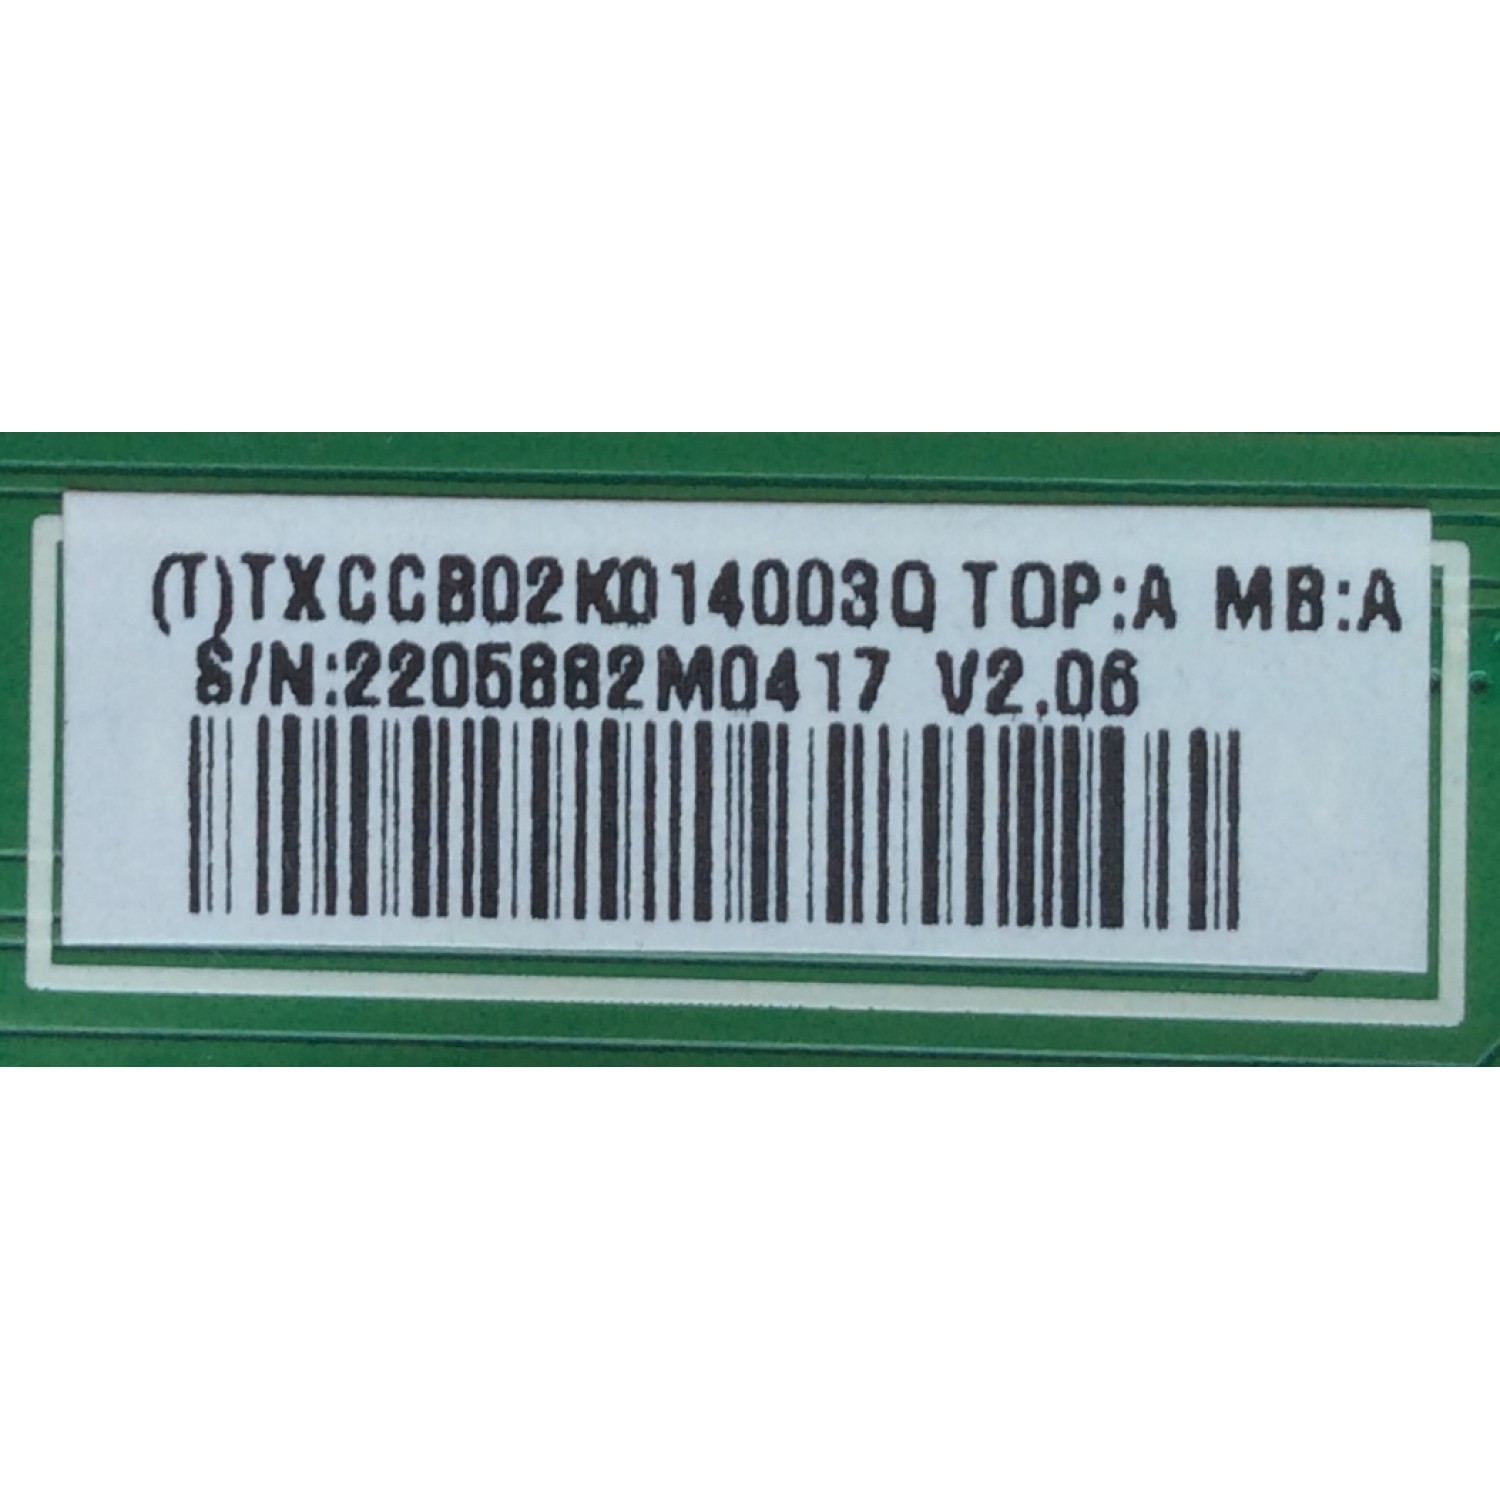 (T)TXCCB02K0140030 TOP:A MB:A
S/N:2205882M0417 V2.06